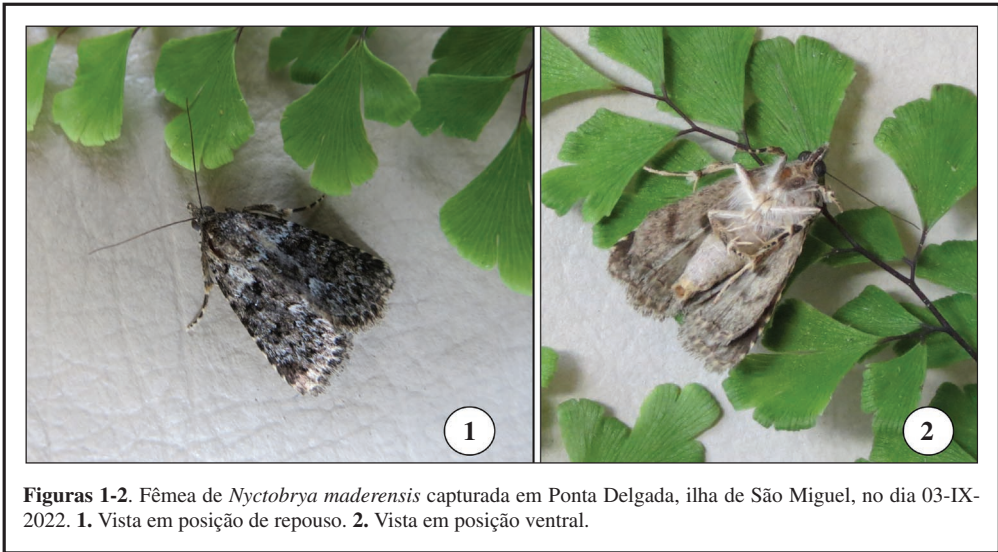 1
2
Figuras 1-2. Fêmea de Nyctobrya maderensis capturada em Ponta Delgada, ilha de São Miguel, no dia 03-IX-
2022. 1. Vista em posição de repouso. 2. Vista em posição ventral.